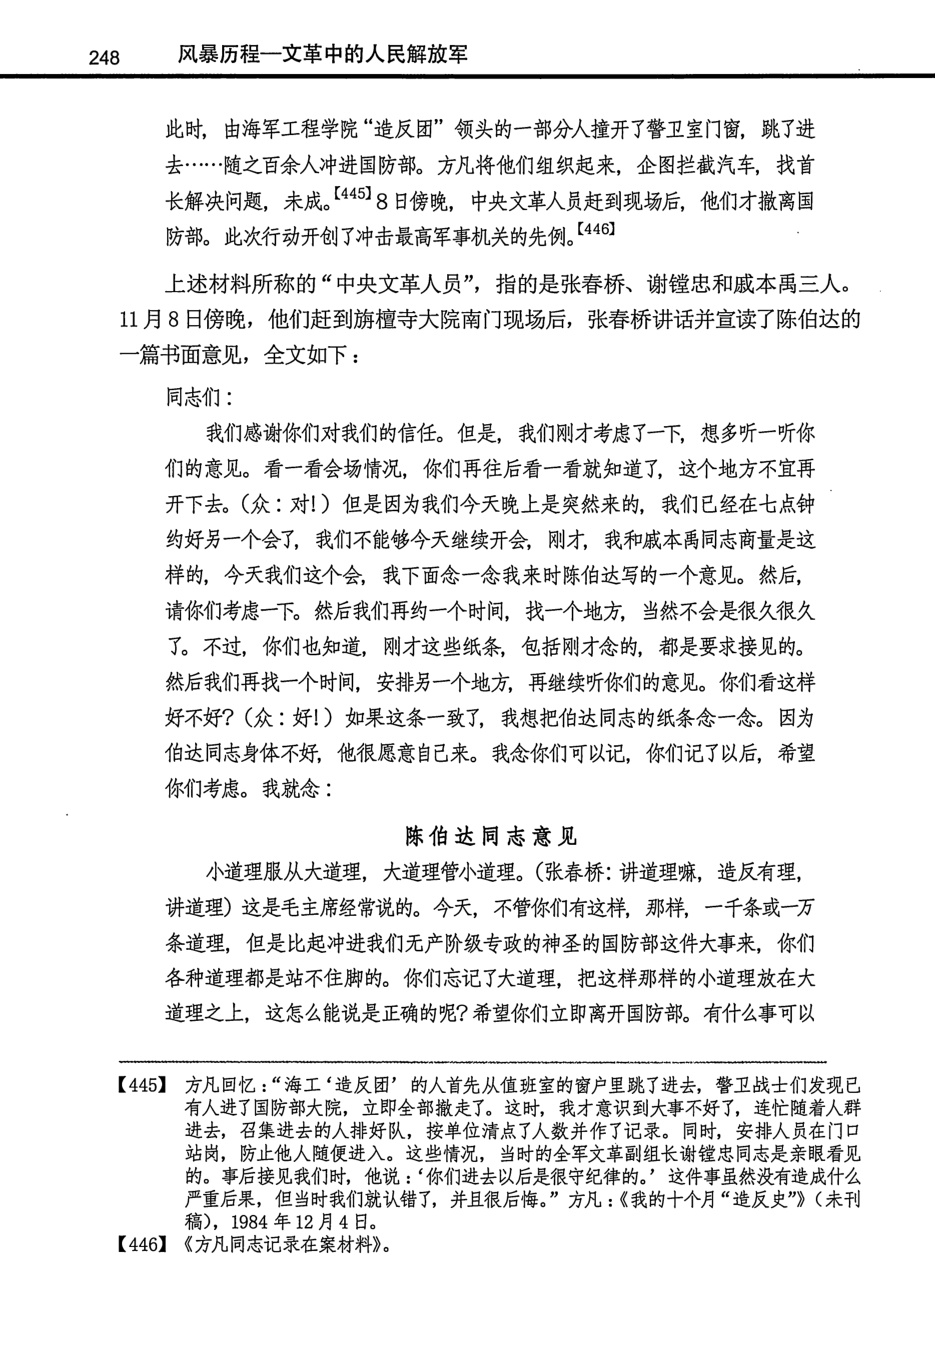 248 风暴历程—文革中的人民解放军
此时，由海军工程学院“造反团”领头的一部分人撞开了警卫室门窗，跳了进
去……随之百余人冲进国防部。方凡将他们组织起来，企图拦截汽车，找首
长解决问题，未成。【445】8日傍晚，中央文革人员赶到现场后，他们才撤离国
防部。此次行动开创了冲击最高军事机关的先例。【446】
上述材料所称的“中央文革人员”，指的是张春桥、谢镗忠和戚本禹三人。
11月8日傍晚，他们赶到旃檀寺大院南门现场后，张春桥讲话并宣读了陈伯达的
一篇书面意见，全文如下：
同志们：
我们感谢你们对我们的信任。但是，我们刚才考虑了一下，想多听一听你
们的意见。看一看会场情况，你们再往后看一看就知道了，这个地方不宜再
开下去。（众：对！）但是因为我们今天晚上是突然来的，我们已经在七点钟
约好另一个会了，我们不能够今天继续开会，刚才，我和戚本禹同志商量是这
样的，今天我们这个会，我下面念一念我来时陈伯达写的一个意见。然后，
请你们考虑一下。然后我们再约一个时间，找一个地方，当然不会是很久很久
了。不过，你们也知道，刚才这些纸条，包括刚才念的，都是要求接见的。
然后我们再找一个时间，安排另一个地方，再继续听你们的意见。你们看这样
好不好？（众：好！）如果这条一致了，我想把伯达同志的纸条念一念。因为
伯达同志身体不好，他很愿意自己来。我念你们可以记，你们记了以后，希望
你们考虑。我就念：
陈伯达同志意见
小道理服从大道理，大道理管小道理。（张春桥：讲道理嘛，造反有理，
讲道理）这是毛主席经常说的。今天，不管你们有这样，那样，一千条或一万
条道理，但是比起冲进我们无产阶级专政的神圣的国防部这件大事来，你们
各种道理都是站不住脚的。你们忘记了大道理，把这样那样的小道理放在大
道理之上，这怎么能说是正确的呢？希望你们立即离开国防部。有什么事可以
【445】 方凡回忆：“海工‘造反团’的人首先从值班室的窗户里跳了进去，警卫战士们发现已
有人进了国防部大院，立即全部撤走了。这时，我才意识到大事不好了，连忙随着人群
进去，召集进去的人排好队，按单位清点了人数并作了记录。同时，安排人员在门口
站岗，防止他人随便进入。这些情况，当时的全军文革副组长谢镗忠同志是亲眼看见
的。事后接见我们时，他说：‘你们进去以后是很守纪律的。’这件事虽然没有造成什么
严重后果，但当时我们就认错了，并且很后悔。”方凡：《我的十个月“造反史”》（未刊
稿），1984年12月4日。
【446】 《方凡同志记录在案材料》。